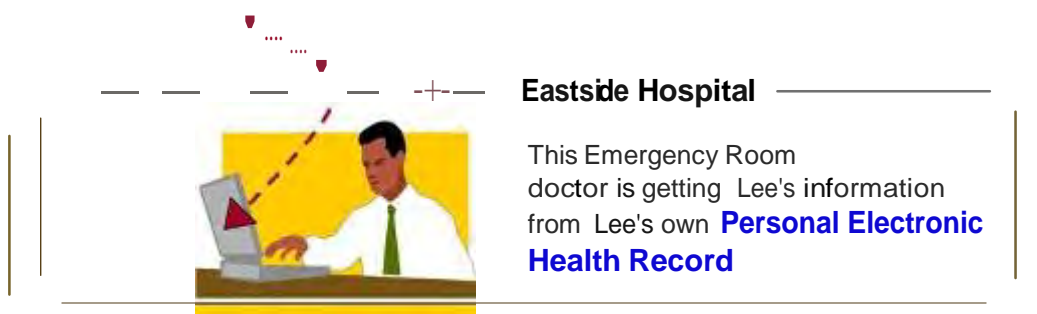 Eastside Hospital
This Emergency Room
doctor is getting Lee's information
from Lee's own Personal Electronic
Health Record